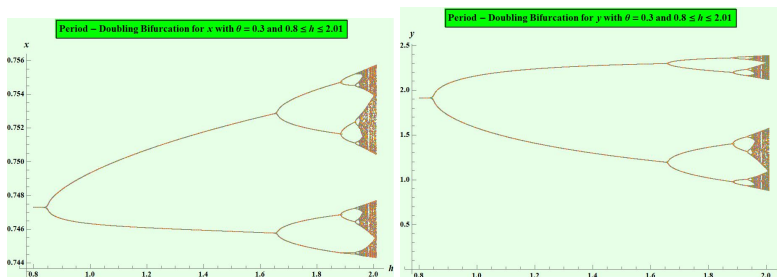 Period − Doubling Bifurcation for x with θ = 0.3 and 0.8 ≤ h ≤ 2.01
x
0.756
0.754
0.752
0.750
0.748
0.746
0.744
0.8 1.0 1.2 1.4 1.6 1.8 2.0 h
Period − Doubling Bifurcation for y with θ = 0.3 and 0.8 ≤ h ≤ 2.01
y
2.5
2.0
1.5
1.0
0.5
0.8 1.0 1.2 1.4 1.6 1.8 2.0